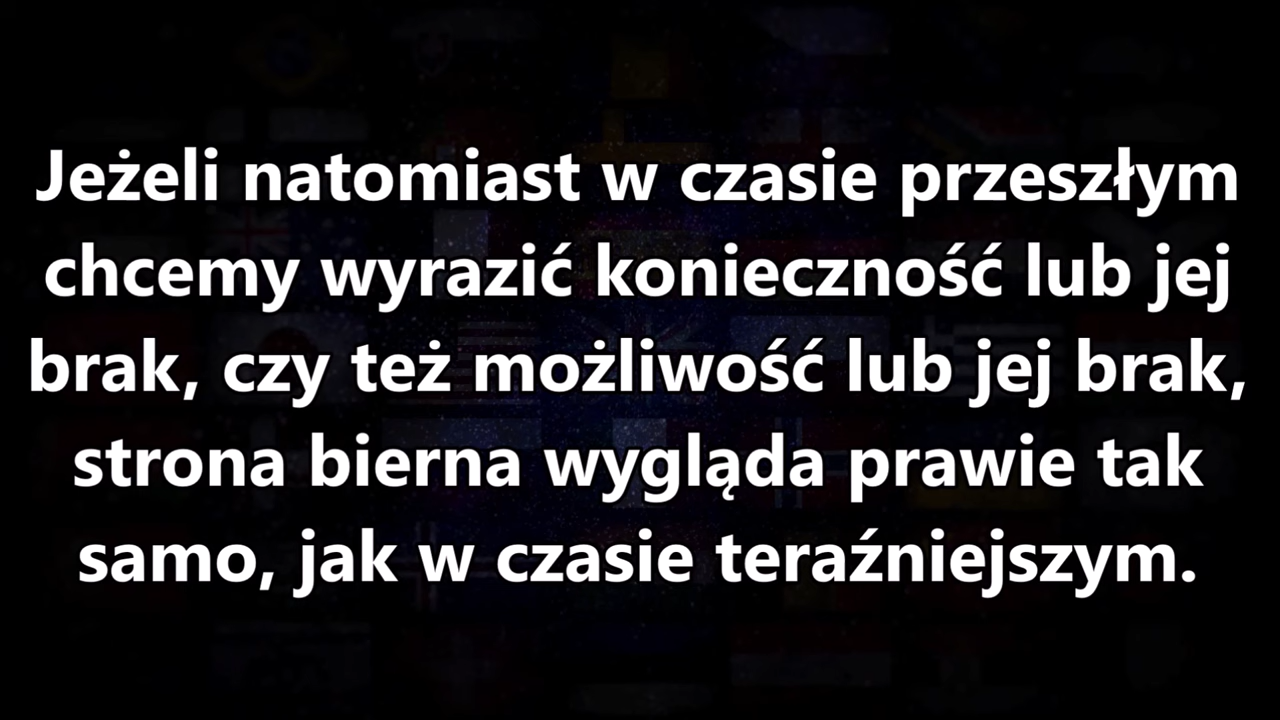 Jeżeli natomiast w czasie przeszłym
chcemy wyrazić konieczność lub jej
brak, czy też możliwość lub jej brak,
strona bierna wygląda prawie tak
samo, jak w czasie teraźniejszym.